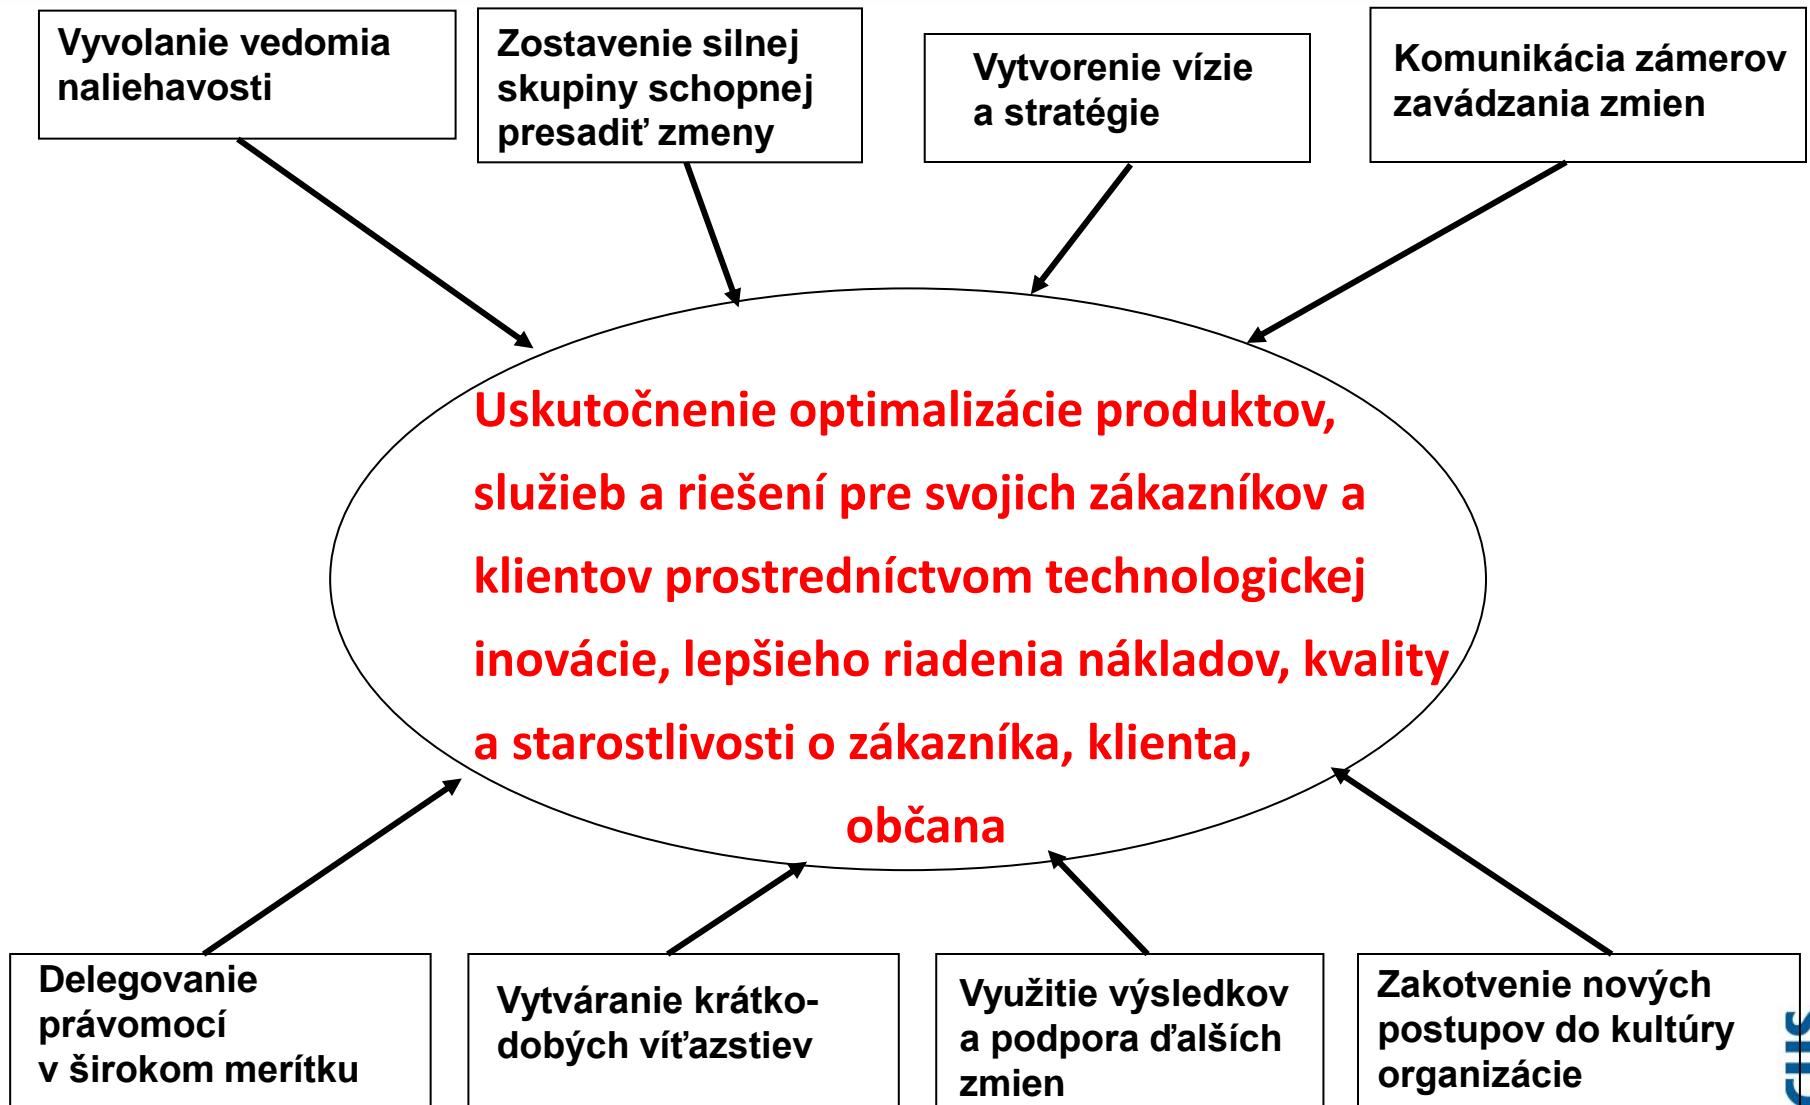 Vyvolanie vedomia
naliehavosti
Zostavenie silnej
skupiny schopnej
presadiť zmeny
Vytvorenie vízie
a stratégie
Komunikácia zámerov
zavádzania zmien
Uskutočnenie optimalizácie produktov,
služieb a riešení pre svojich zákazníkov a
klientov prostredníctvom technologickej
inovácie, lepšieho riadenia nákladov, kvality
a starostlivosti o zákazníka, klienta,
občana
Delegovanie
právomocí
v širokom merítku
Vytváranie krátko-
dobých víťazstiev
Využitie výsledkov
a podpora ďalších
zmien
Zakotvenie nových
postupov do kultúry
organizácie